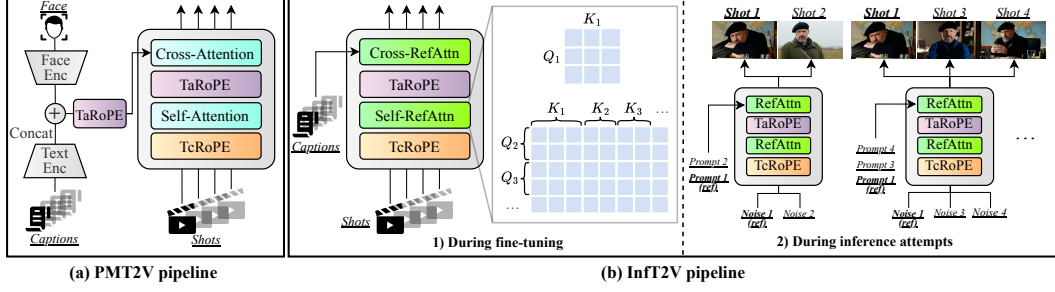 Face
Face
Enc
Concat
TaRoPE
Text
Enc
Captions
Cross-Attention
TaRoPE
Self-Attention
TcRoPE
Shots
(a) PMT2V pipeline
Captions
Cross-RefAttn
TaRoPE
Self-RefAttn
TcRoPE
Shots
K1
Q1
K1 K2 K3 ...
Q2
Q3
...
1) During fine-tuning
Shot 1 Shot 2
RefAttn
TaRoPE
RefAttn
TcRoPE
Prompt 2
Prompt 1
(ref)
Noise 1
(ref)
Noise 2
Shot 1 Shot 3 Shot 4
RefAttn
TaRoPE
RefAttn
TcRoPE
Prompt 4
Prompt 3
Prompt 1
(ref)
Noise 1
(ref)
Noise 3
Noise 4
...
2) During inference attempts
(b) InfT2V pipeline